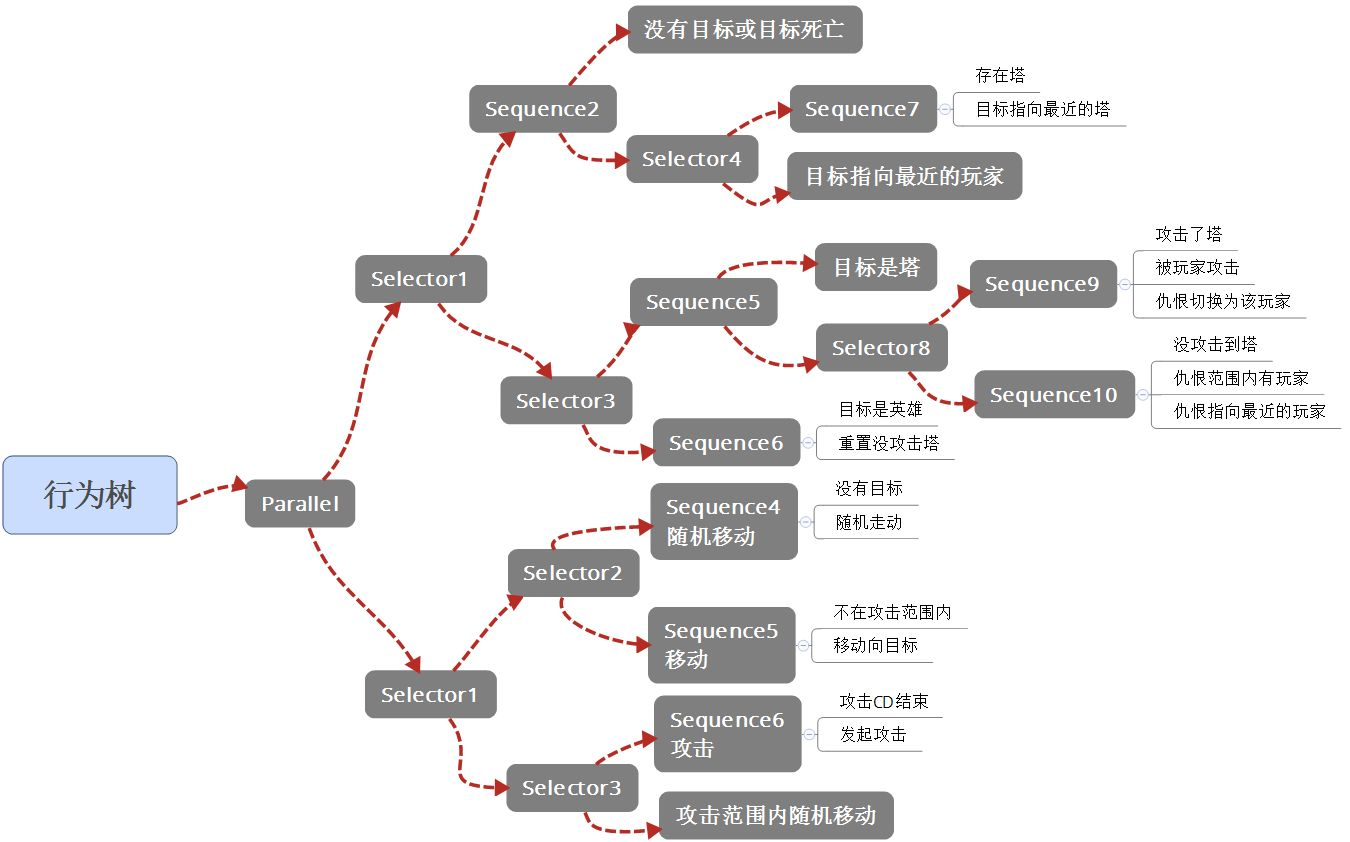 没有目标或目标死亡
存在塔
Sequence2
Sequence7
目标指向最近的塔
Selector4
目标指向最近的玩家
攻击了塔
Selector1
目标是塔
被玩家攻击
Sequence9
Sequence5
仇恨切换为该玩家
Selector8
没攻击到塔
仇恨范围内有玩家
Sequence10
Selector3
仇恨指向最近的玩家
目标是英雄
Sequence6
重置没攻击塔
行为树
Parallel
没有目标
Sequence4
随机移动
随机走动
Selector2
不在攻击范围内
Sequence5
移动
移动向目标
Selector1
攻击CD结束
Sequence6
攻击
发起攻击
Selector3
攻击范围内随机移动